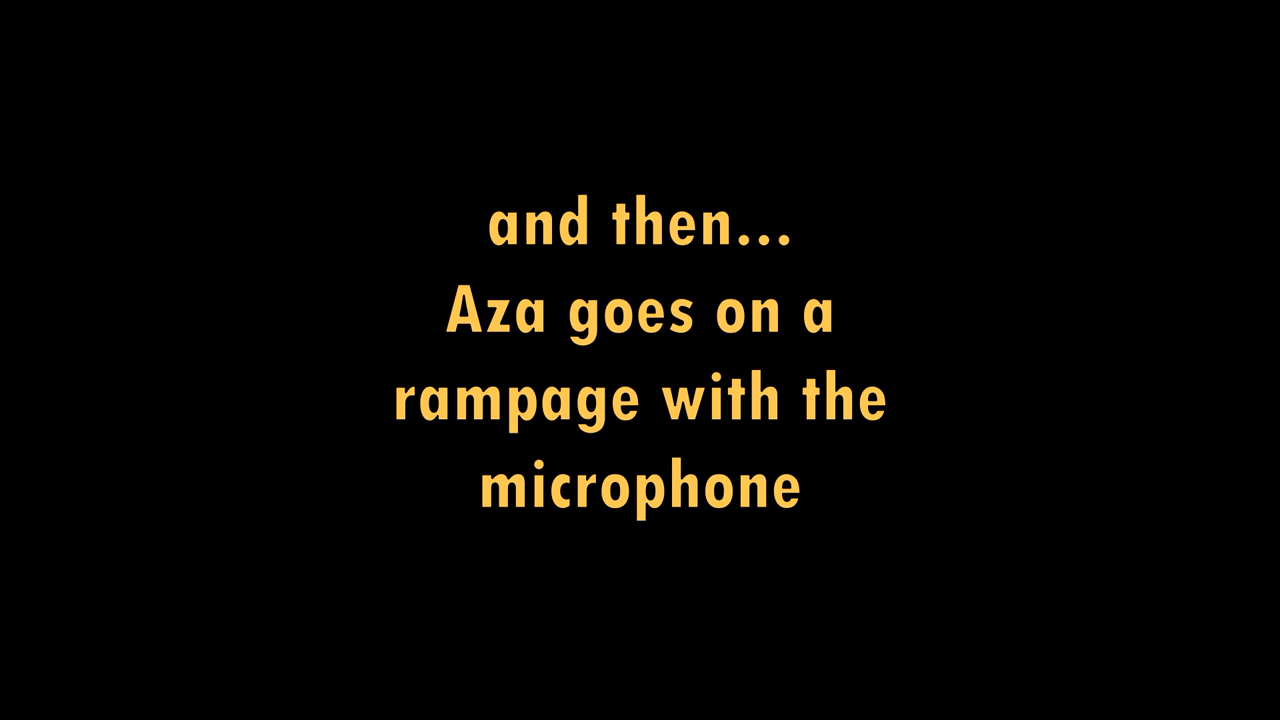 and then...
Aza goes on a
rampage with the
microphone